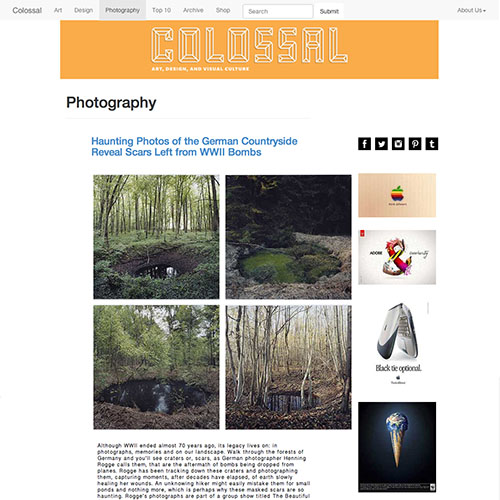 Colossal Art Design Photography Top 10 Archive Shop Search Submit About Us
COLOSSAL
ART, DESIGN, AND VISUAL CULTURE
Photography
Haunting Photos of the German Countryside
Reveal Scars Left from WWII Bombs
ADOBE & creativity
Black tie optional.
Although WWII ended almost 70 years ago, its legacy lives on: in
photographs, memories and on our landscape. Walk through the forests of
Germany and you'll see craters or, scars, as German photographer Henning
Rogge calls them, that are the aftermath of bombs being dropped from
planes. Rogge has been tracking down these craters and photographing
them, capturing moments, after decades have elapsed, of earth slowly
healing her wounds. An unknowing hiker might easily mistake them for small
ponds and nothing more, which is perhaps why these masked scars are so
haunting. Rogge's photographs are part of a group show titled The Beautiful